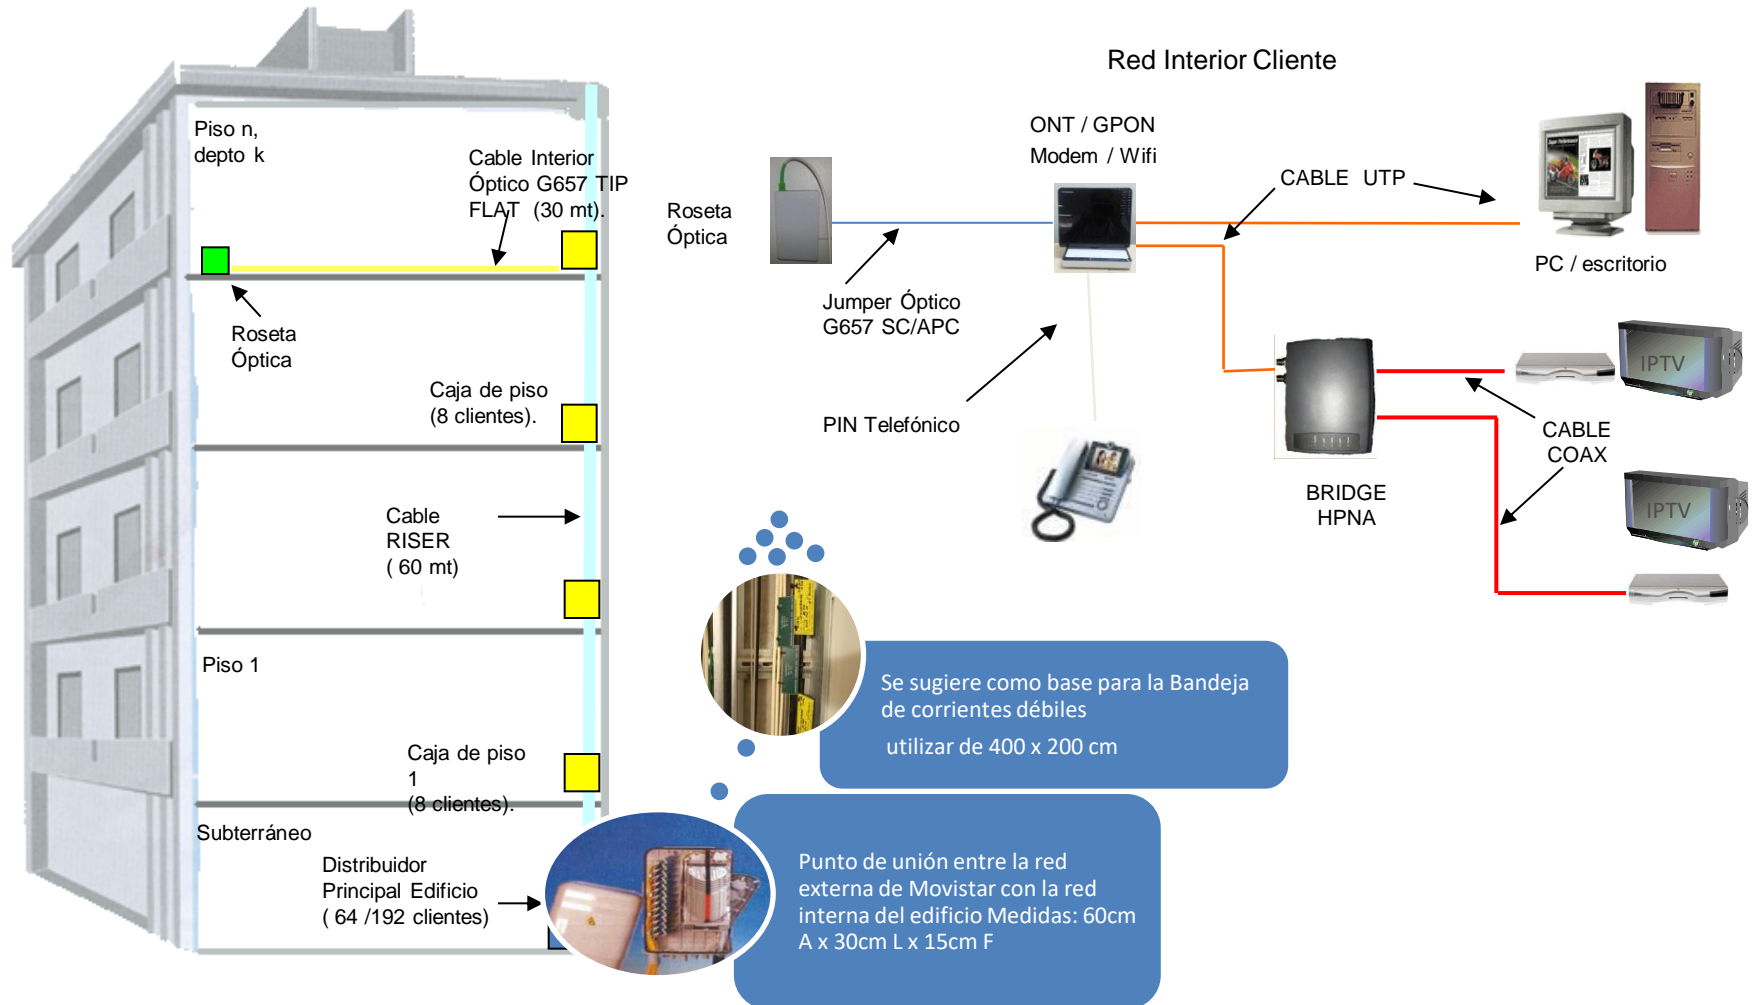 Red Interior Cliente
Piso n,
depto k
Cable Interior
Óptico G657 TIP
FLAT (30 mt).
Roseta
Óptica
Caja de piso
(8 clientes).
Cable
RISER
( 60 mt)
Piso 1
Caja de piso
1
(8 clientes).
Subterráneo
Distribuidor
Principal Edificio
( 64 /192 clientes)
Roseta
Óptica
ONT / GPON
Modem / Wifi
CABLE UTP
PC / escritorio
Jumper Óptico
G657 SC/APC
PIN Telefónico
BRIDGE
HPNA
IPTV
CABLE
COAX
IPTV
Se sugiere como base para la Bandeja
de corrientes débiles
utilizar de 400 x 200 cm
Punto de unión entre la red
externa de Movistar con la red
interna del edificio Medidas: 60cm
A x 30cm L x 15cm F